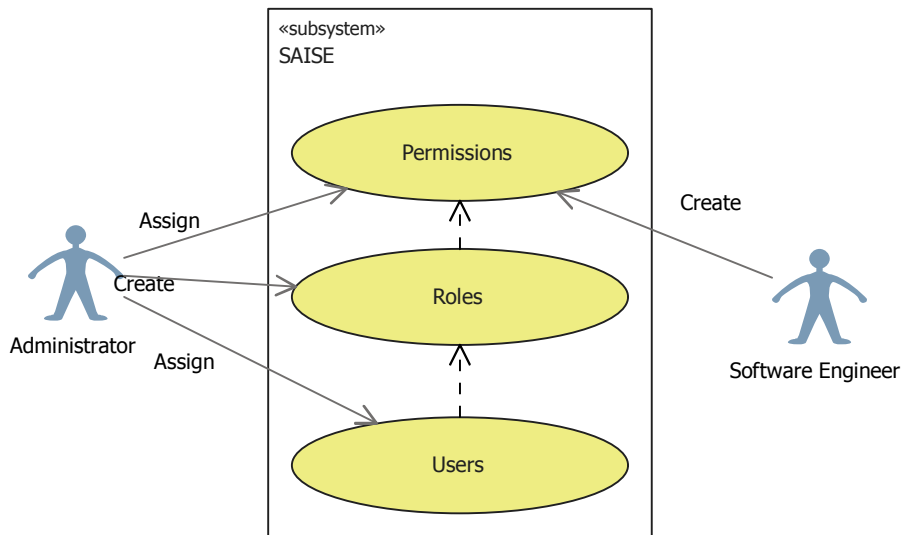 «subsystem»
SAISE
Permissions
Assign
Create
Create
Roles
Administrator
Assign
Software Engineer
Users